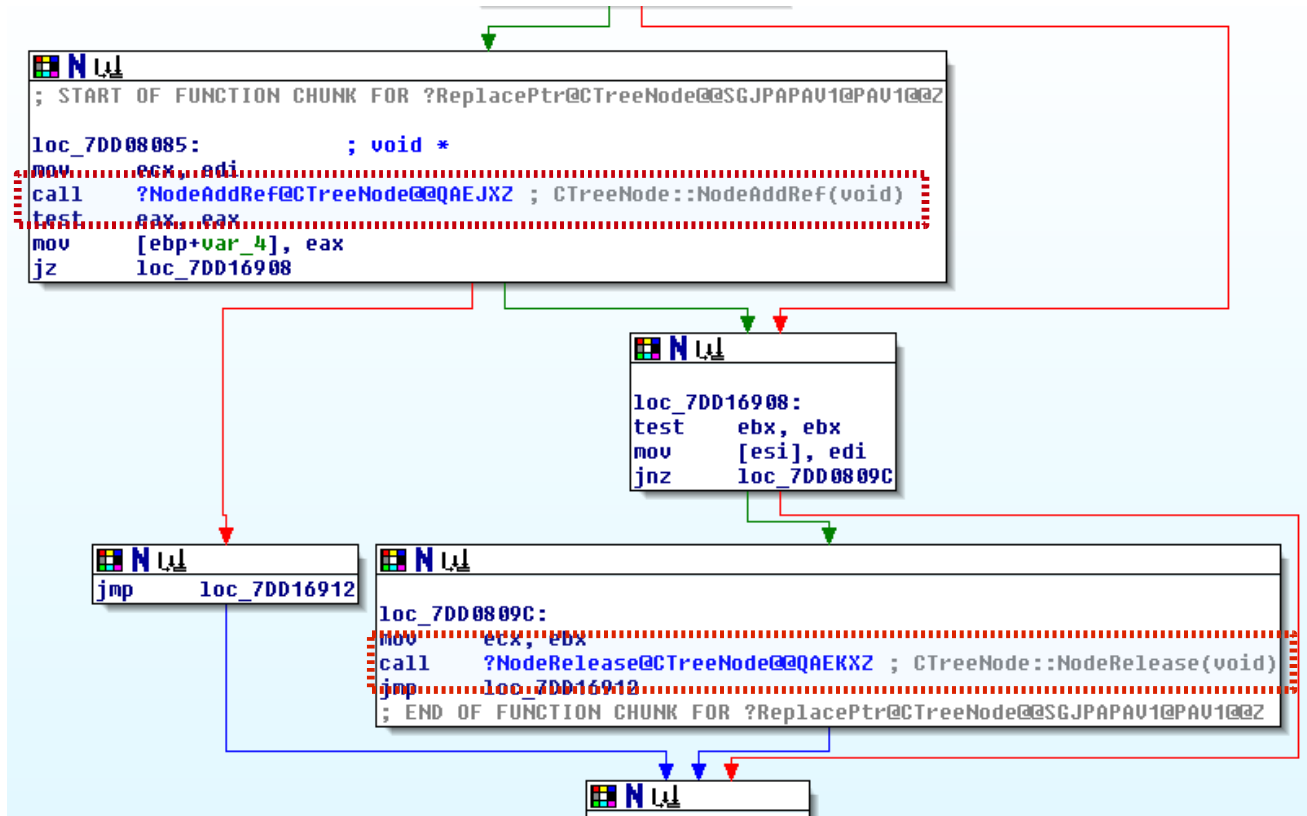 ; START OF FUNCTION CHUNK FOR ?ReplacePtr@CTreeNode@@SGJPAPAV1@PAV1@@Z
loc_7DD08085: ; void *
mov ecx, edi
call ?NodeAddRef@CTreeNode@@QAEJXZ ; CTreeNode::NodeAddRef(void)
test eax, eax
mov [ebp+var_4], eax
jz loc_7DD16908
loc_7DD16908:
test ebx, ebx
mov [esi], edi
jnz loc_7DD0809C
jmp loc_7DD16912
loc_7DD0809C:
mov ecx, ebx
call ?NodeRelease@CTreeNode@@QAEKXZ ; CTreeNode::NodeRelease(void)
jmp loc_7DD16912
; END OF FUNCTION CHUNK FOR ?ReplacePtr@CTreeNode@@SGJPAPAV1@PAV1@@Z